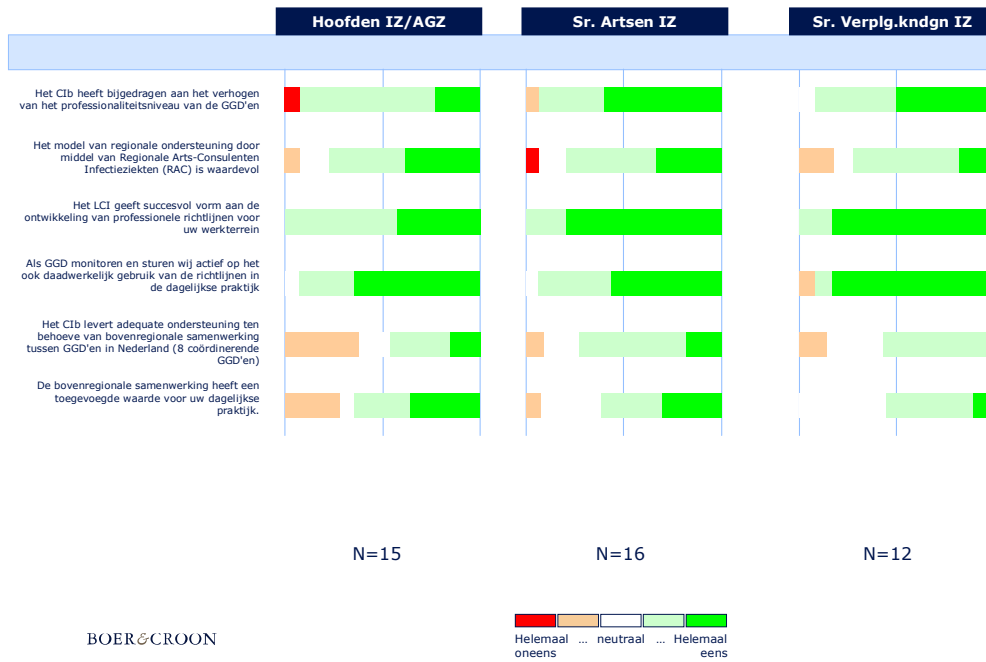 Hoofden IZ/AGZ
Sr. Artsen IZ
Sr. Verplg.kndgn IZ
Het CIb heeft bijgedragen aan het verhogen
van het professionaliteitsniveau van de GGD'en
Het model van regionale ondersteuning door
middel van Regionale Arts-Consulenten
Infectieziekten (RAC) is waardevol
Het LCI geeft succesvol vorm aan de
ontwikkeling van professionele richtlijnen voor
uw werkterrein
Als GGD monitoren en sturen wij actief op het
ook daadwerkelijk gebruik van de richtlijnen in
de dagelijkse praktijk
Het CIb levert adequate ondersteuning ten
behoeve van bovenregionale samenwerking
tussen GGD'en in Nederland (8 coördinerende
GGD'en)
De bovenregionale samenwerking heeft een
toegevoegde waarde voor uw dagelijkse
praktijk.
N=15
N=16
N=12
BOER&CROON
Helemaal ... neutraal ... Helemaal
oneens eens